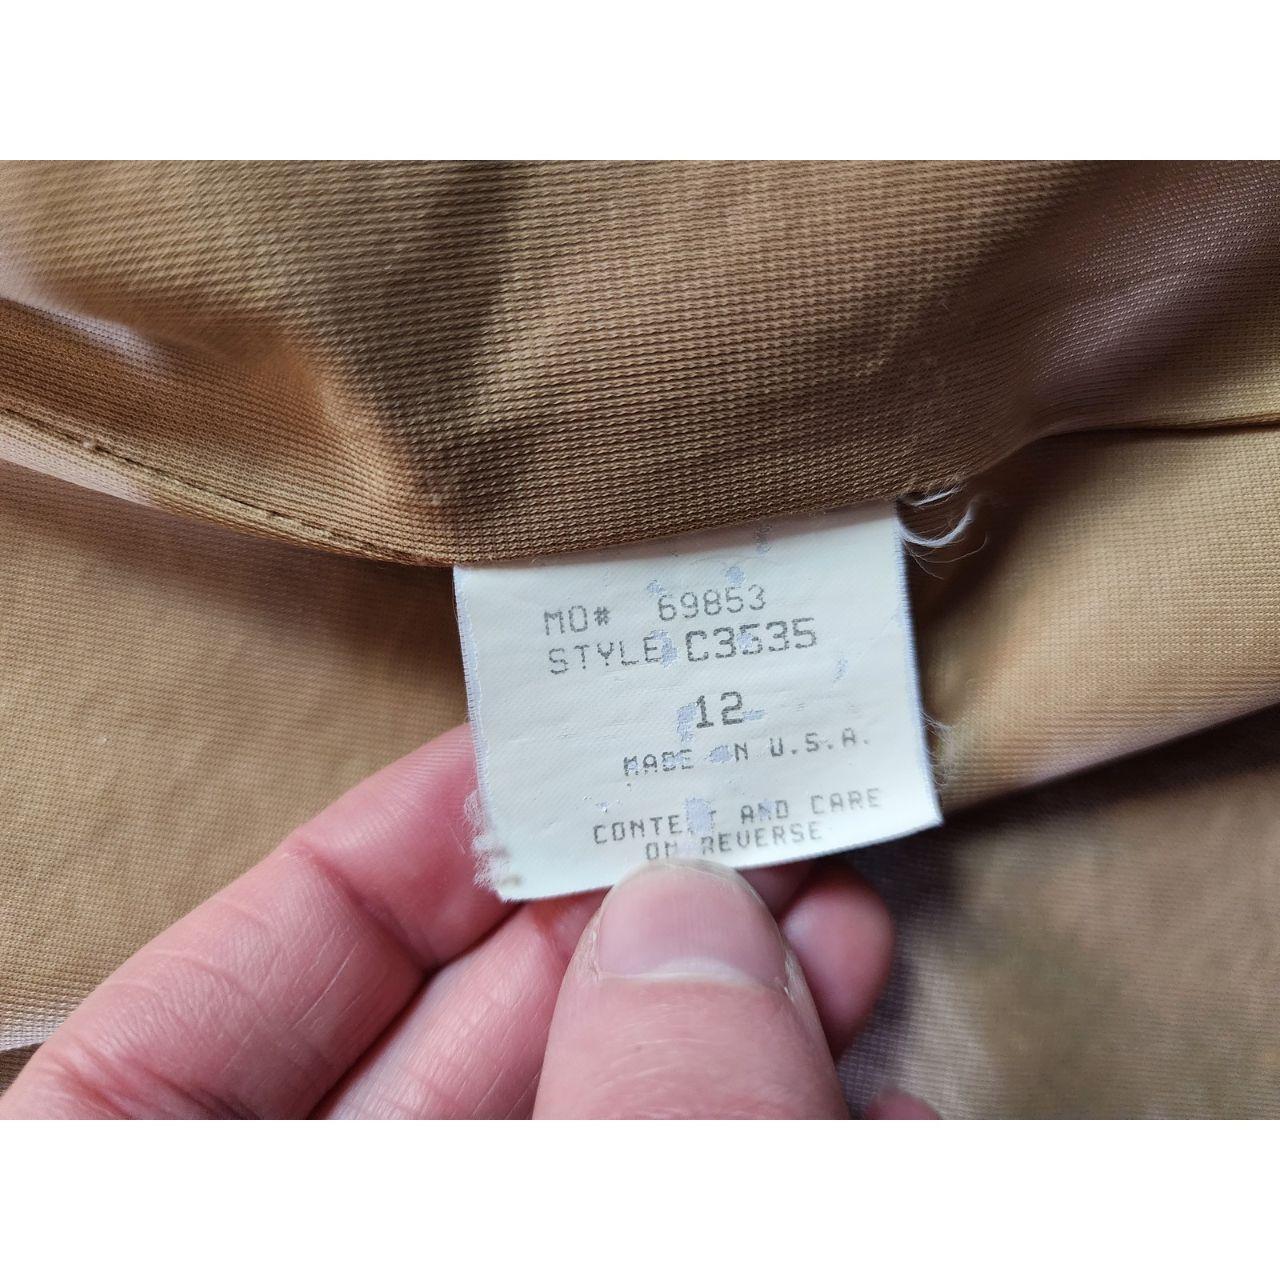 MO# 69853
STYLE C3535
12
MADE IN U.S.A.
CONTENT AND CARE
ON REVERSE